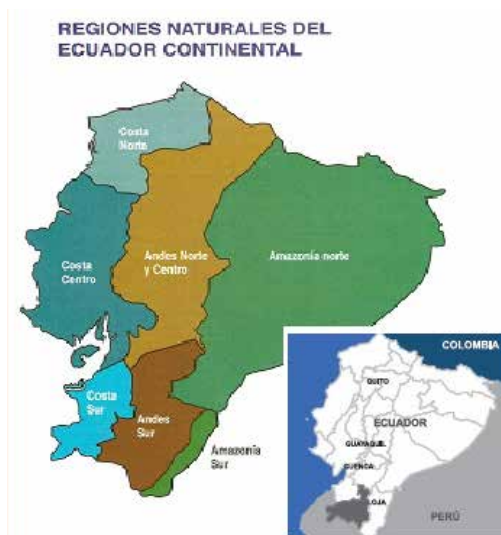 REGIONES NATURALES DEL
ECUADOR CONTINENTAL
Costa
Norte
Andes Norte
y Centro
Amazonía norte
Costa
Centro
Costa
Sur
Andes
Sur
Amazonía
Sur
COLOMBIA
QUITO
ECUADOR
GUAYAQUIL
CUENCA
LOJA
PERÚ